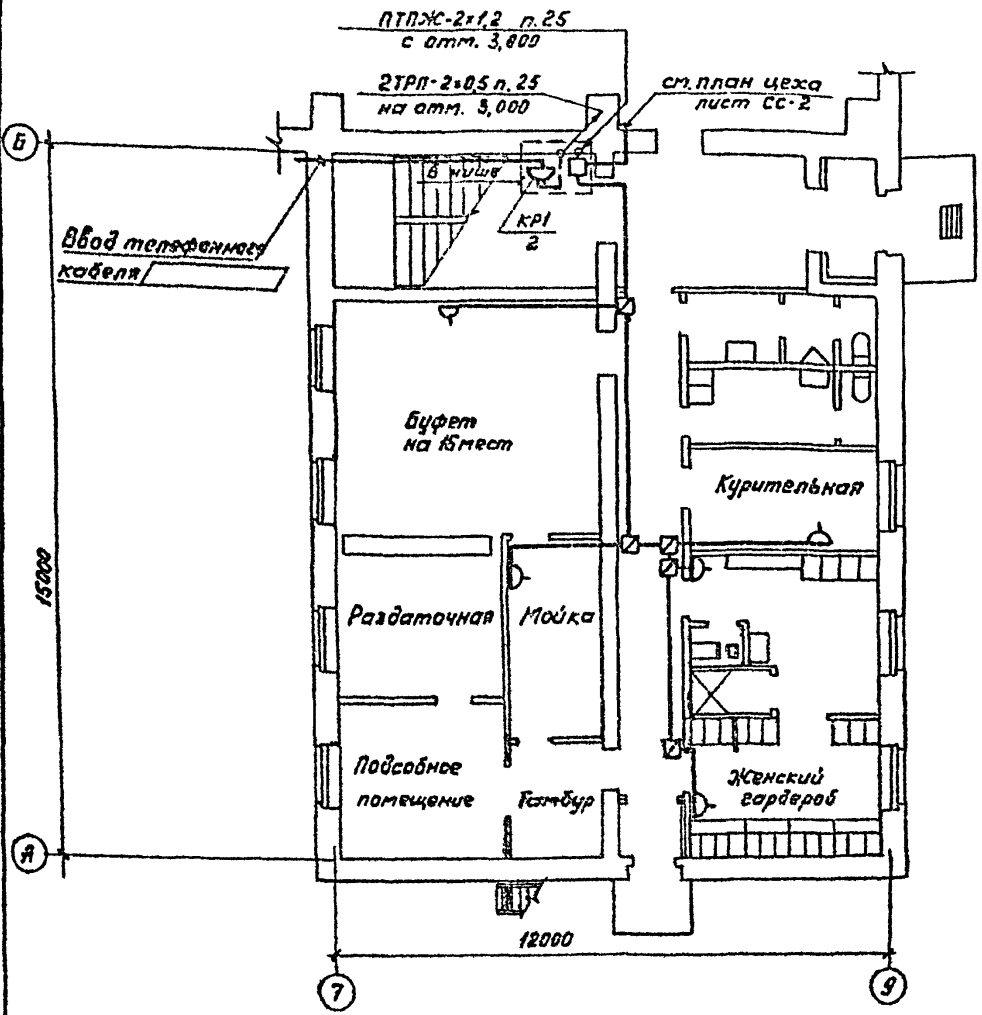 ПТПЖ-2×1,2 п.25
с отм. 3,800
2ТРП-2×0,5 п.25
на отм. 3,000
см. план цеха
лист СС-2
Б
В нише
КР1
2
Ввод телефонного
кабеля
Буфет
на 15 мест
Курительная
15000
Раздаточная
Мойка
Подсобное
помещение
Тамбур
Женский
гардероб
А
12000
7
9